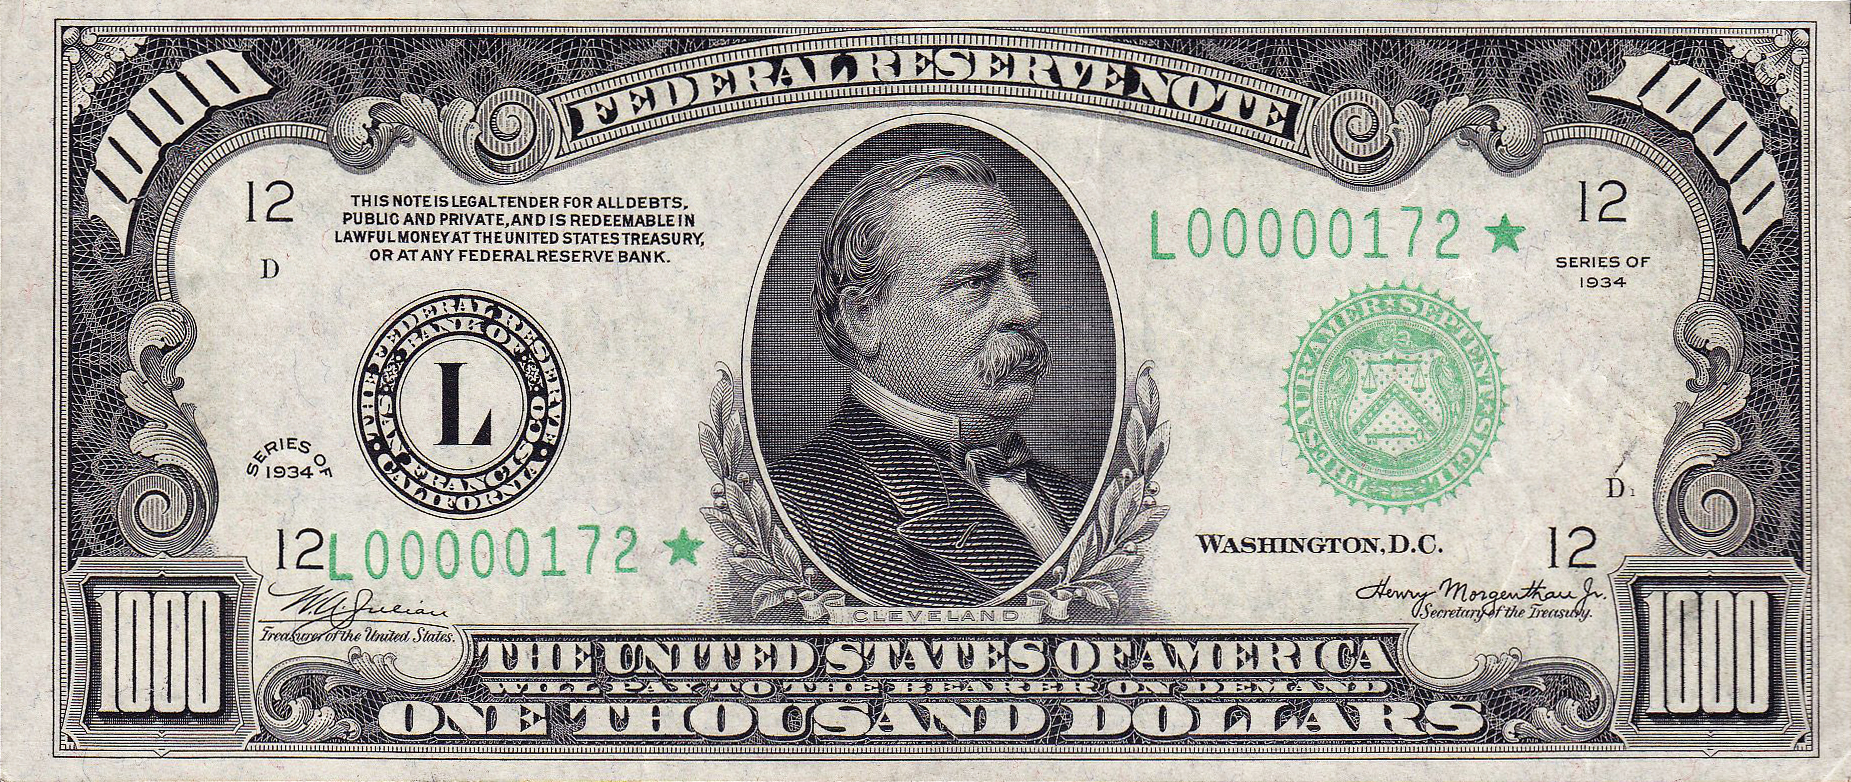 FEDERAL RESERVE NOTE
1000
1000
12
THIS NOTE IS LEGAL TENDER FOR ALL DEBTS,
PUBLIC AND PRIVATE, AND IS REDEEMABLE IN
LAWFUL MONEY AT THE UNITED STATES TREASURY,
OR AT ANY FEDERAL RESERVE BANK.
D
L00000172★
12
SERIES OF
1934
THE FEDERAL RESERVE
BANK OF
SAN FRANCISCO
CALIFORNIA
L
THE TREASURY AMER. SEPTENT. SIGIL.
SERIES OF
1934
D1
12
L00000172★
WASHINGTON, D.C.
12
W.A. Julian
Treasurer of the United States.
Henry Morgenthau Jr.
Secretary of the Treasury.
CLEVELAND
1000
THE UNITED STATES OF AMERICA
WILL PAY TO THE BEARER ON DEMAND
ONE THOUSAND DOLLARS
1000